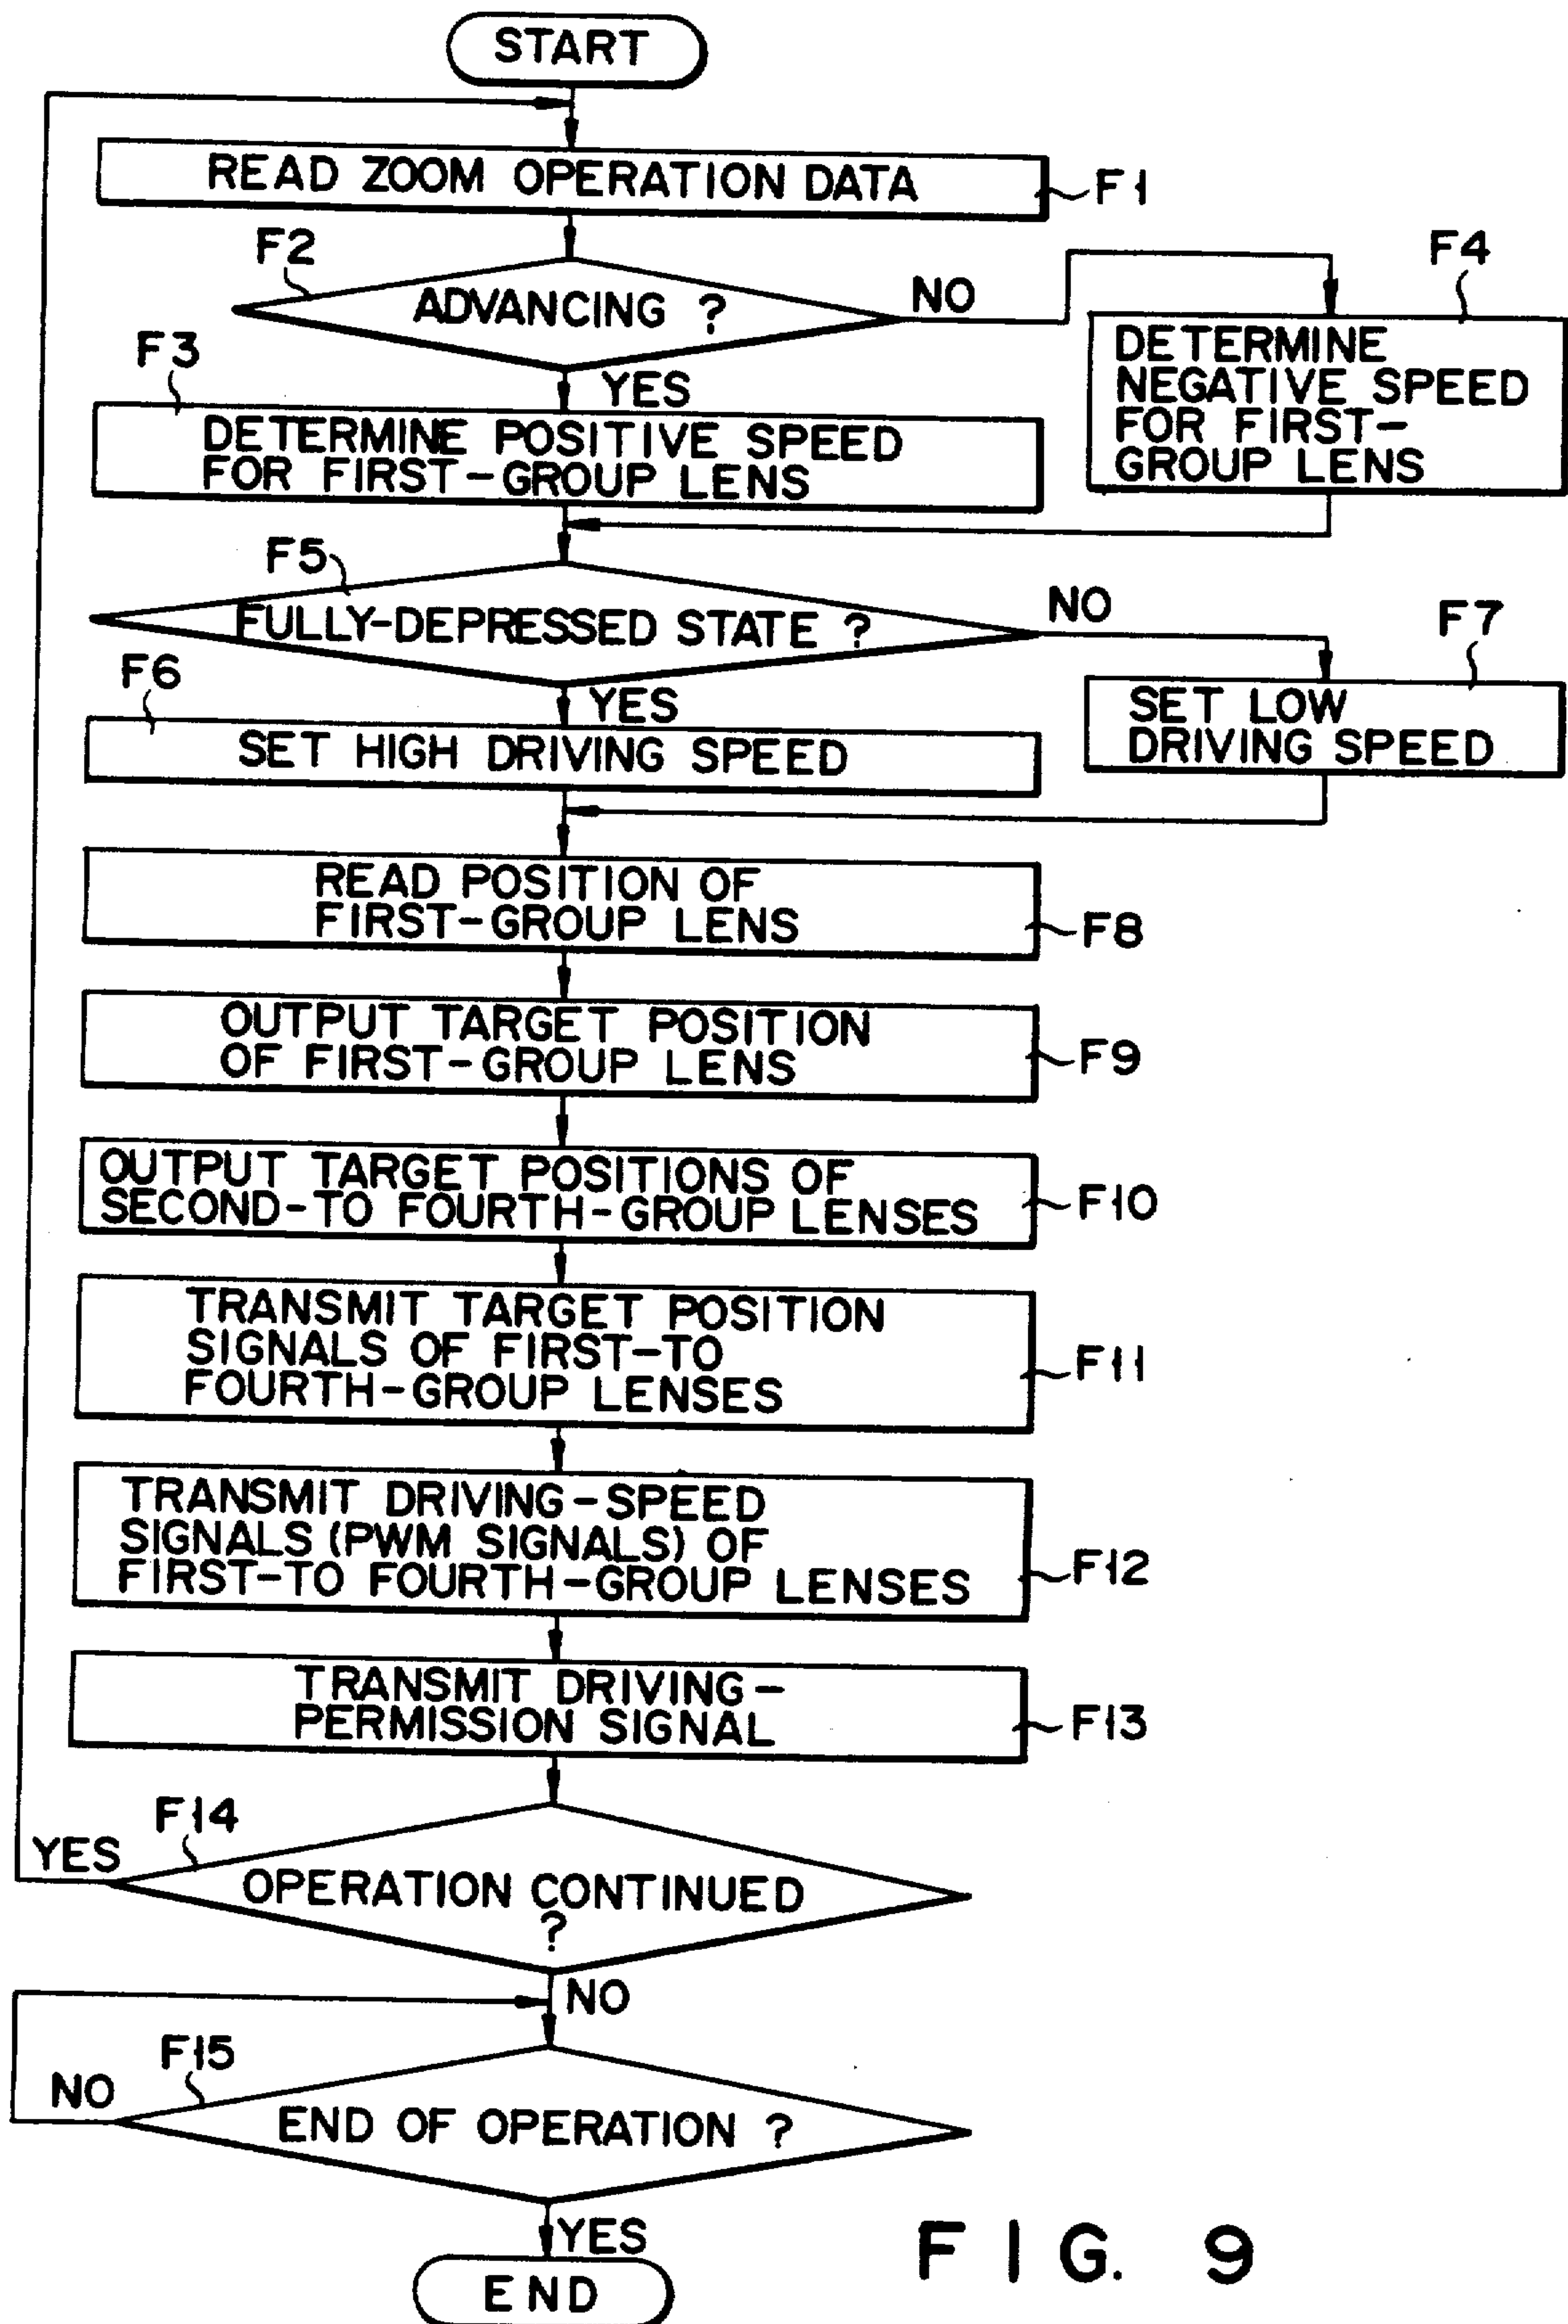 START
READ ZOOM OPERATION DATA
F1
F2
ADVANCING ?
NO
F4
DETERMINE
NEGATIVE SPEED
FOR FIRST-
GROUP LENS
F3
YES
DETERMINE POSITIVE SPEED
FOR FIRST-GROUP LENS
F5
FULLY-DEPRESSED STATE ?
NO
F7
SET LOW
DRIVING SPEED
F6
YES
SET HIGH DRIVING SPEED
READ POSITION OF
FIRST-GROUP LENS
F8
OUTPUT TARGET POSITION
OF FIRST-GROUP LENS
F9
OUTPUT TARGET POSITIONS OF
SECOND-TO FOURTH-GROUP LENSES
F10
TRANSMIT TARGET POSITION
SIGNALS OF FIRST-TO
FOURTH-GROUP LENSES
F11
TRANSMIT DRIVING-SPEED
SIGNALS (PWM SIGNALS) OF
FIRST-TO FOURTH-GROUP LENSES
F12
TRANSMIT DRIVING-
PERMISSION SIGNAL
F13
F14
YES
OPERATION CONTINUED
?
NO
F15
NO
END OF OPERATION ?
YES
END
FIG. 9